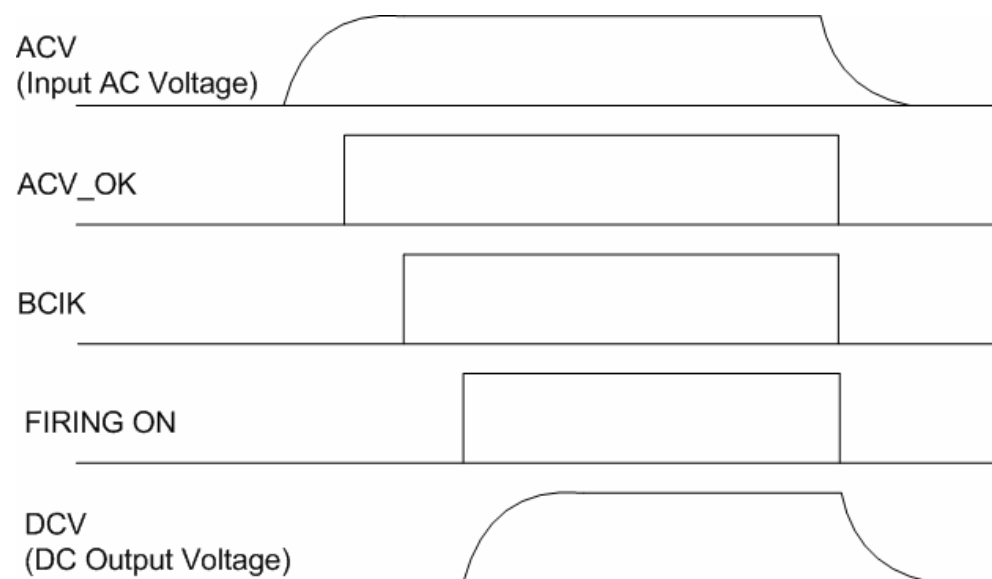 ACV
(Input AC Voltage)
ACV_OK
BCIK
FIRING ON
DCV
(DC Output Voltage)